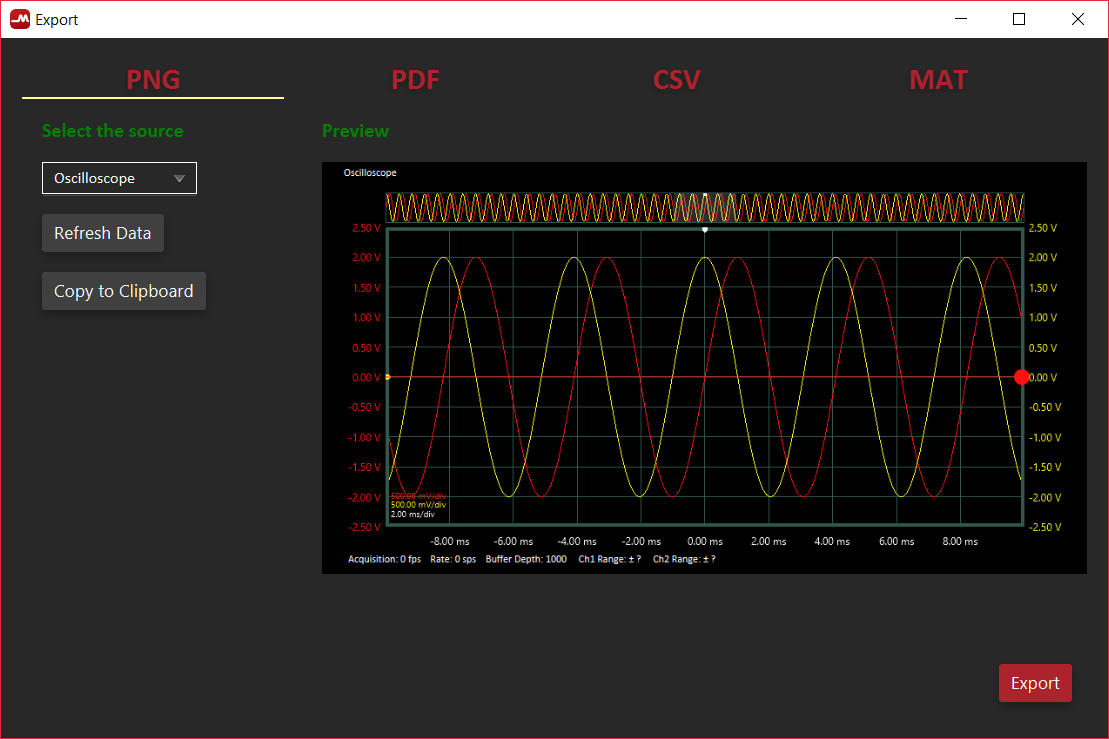 Export
PNG PDF CSV MAT
Select the source
Preview
Oscilloscope
Refresh Data
Copy to Clipboard
Oscilloscope
2.50 V 2.50 V
2.00 V 2.00 V
1.50 V 1.50 V
1.00 V 1.00 V
0.50 V 0.50 V
0.00 V 0.00 V
-0.50 V -0.50 V
-1.00 V -1.00 V
-1.50 V -1.50 V
-2.00 V -2.00 V
-2.50 V -2.50 V
500.00 mV/div
500.00 mV/div
2.00 ms/div
-8.00 ms -6.00 ms -4.00 ms -2.00 ms 0.00 ms 2.00 ms 4.00 ms 6.00 ms 8.00 ms
Acquisition: 0 fps Rate: 0 sps Buffer Depth: 1000 Ch1 Range: ± ? Ch2 Range: ± ?
Export